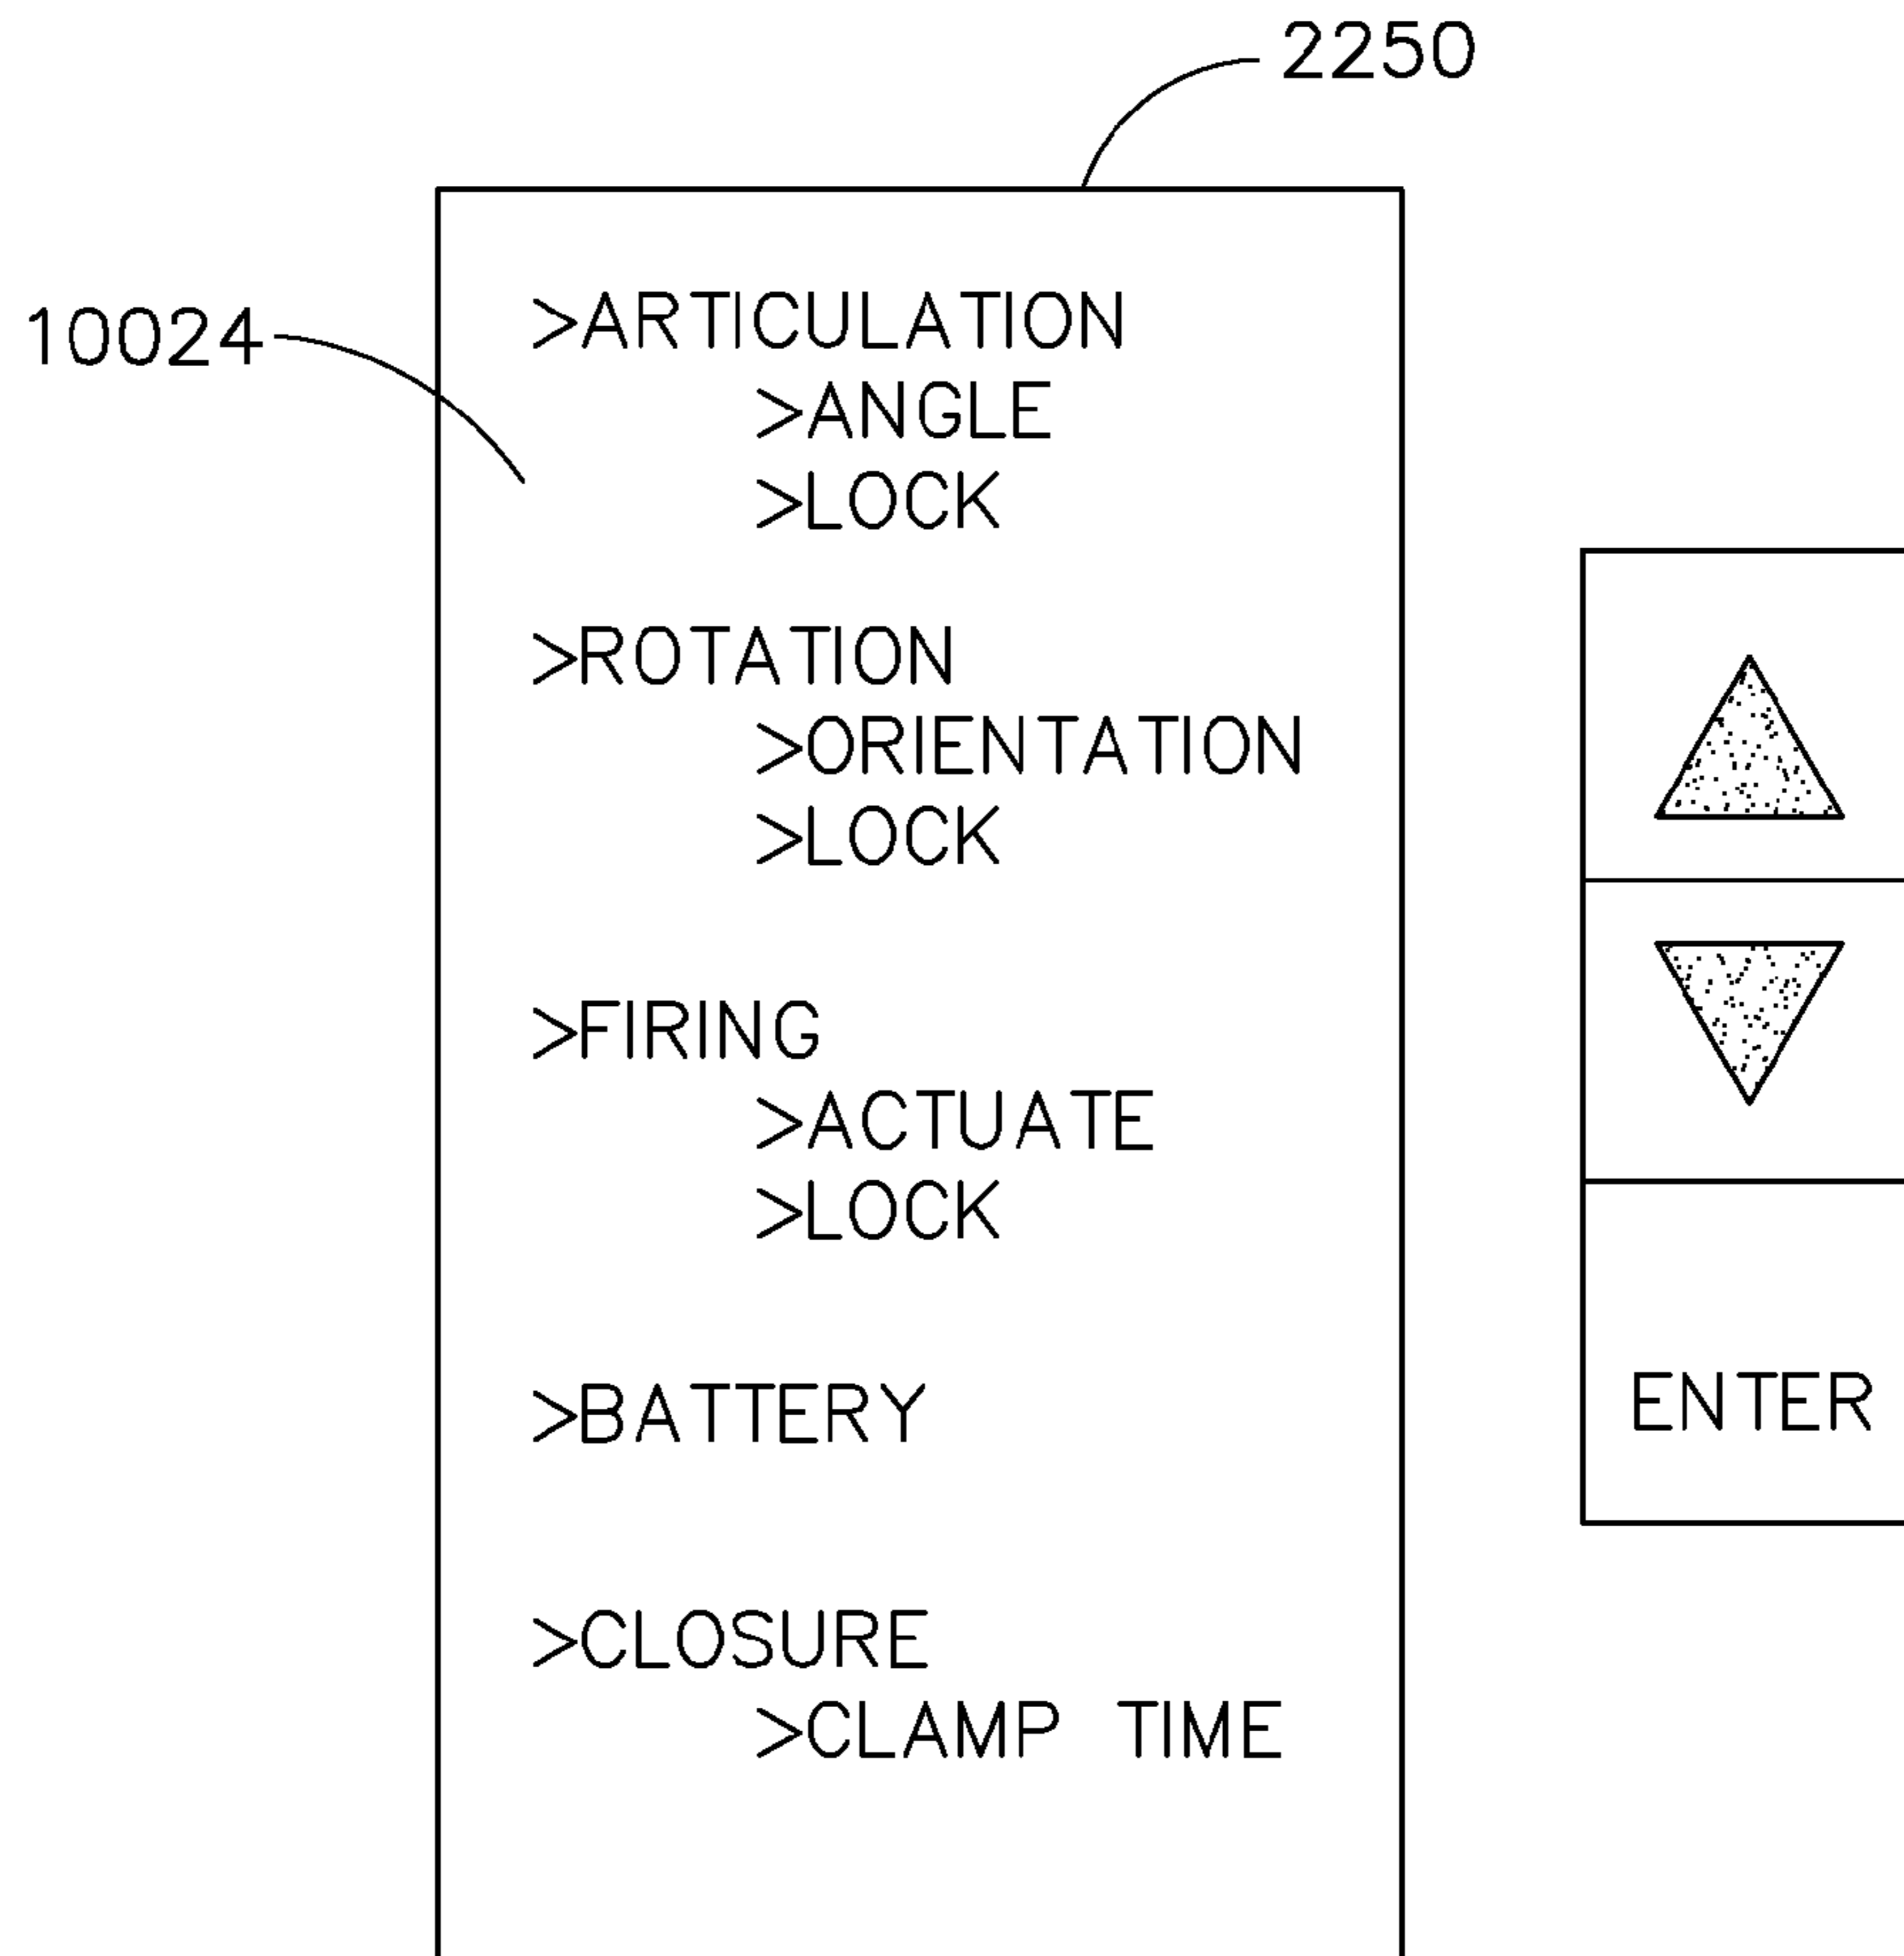 2250
10024
>ARTICULATION
>ANGLE
>LOCK
>ROTATION
>ORIENTATION
>LOCK
>FIRING
>ACTUATE
>LOCK
>BATTERY
>CLOSURE
>CLAMP TIME
ENTER